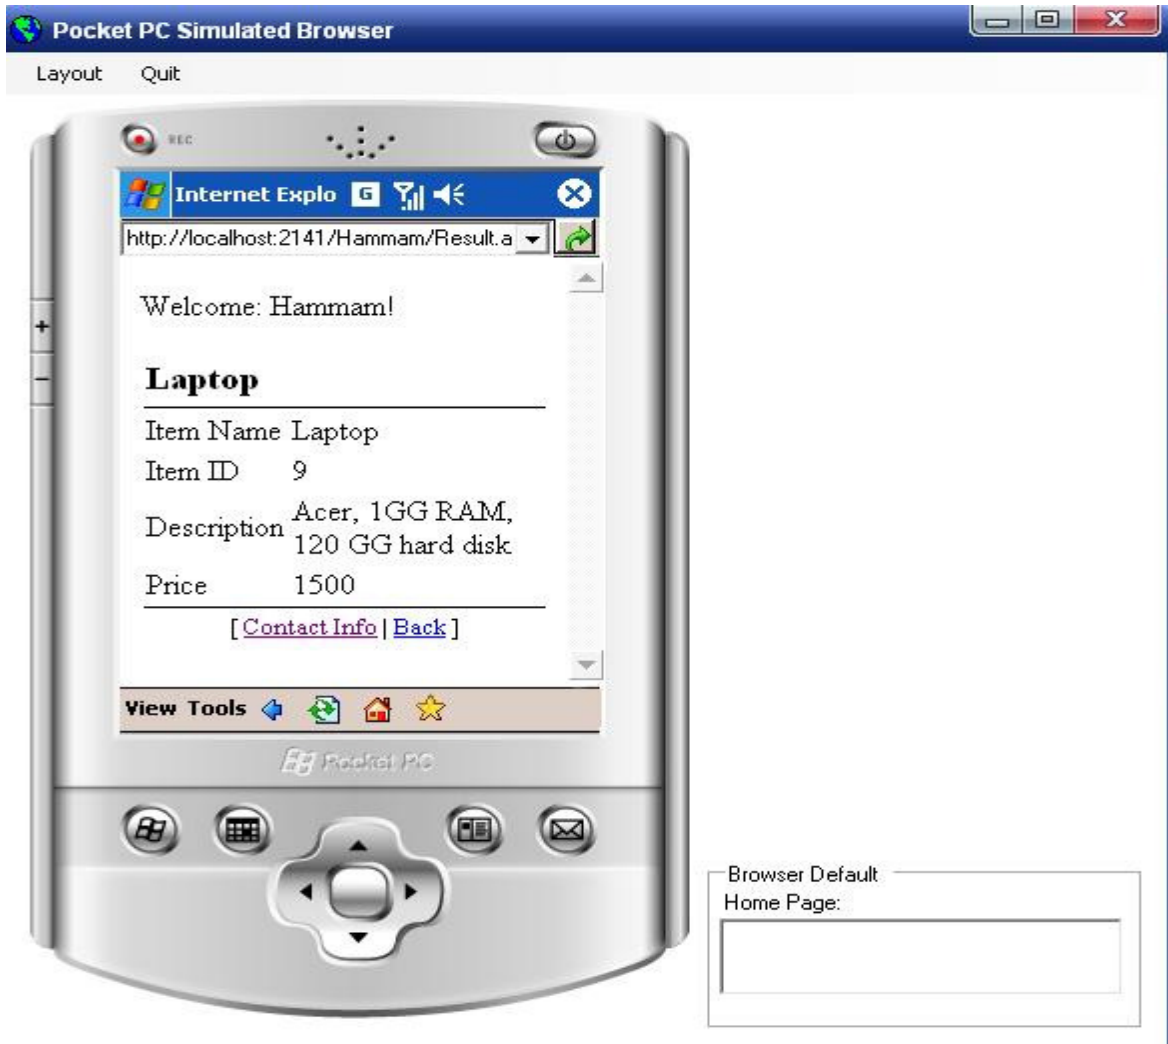 Pocket PC Simulated Browser
Layout Quit
REC
Internet Explo G
http://localhost:2141/Hammam/Result.a
Welcome: Hammam!
Laptop
Item Name Laptop
Item ID 9
Description Acer, 1GG RAM,
120 GG hard disk
Price 1500
[ Contact Info | Back ]
View Tools
Pocket PC
Browser Default
Home Page: